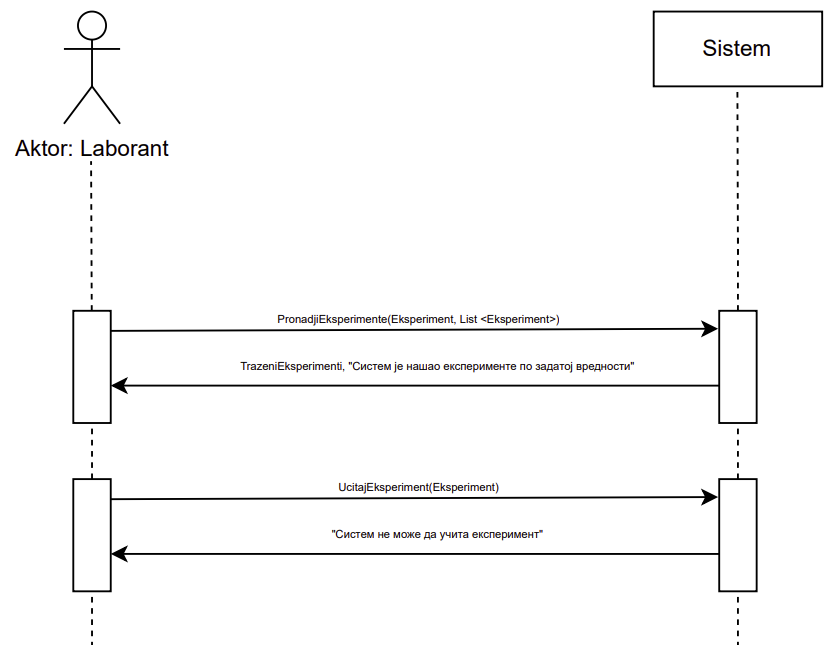 Sistem
Aktor: Laborant
PronadjiEksperimente(Eksperiment, List <Eksperiment>)
TrazeniEksperimenti, "Систем је нашао експерименте по задатој вредности"
UcitajEksperiment(Eksperiment)
"Систем не може да учита експеримент"